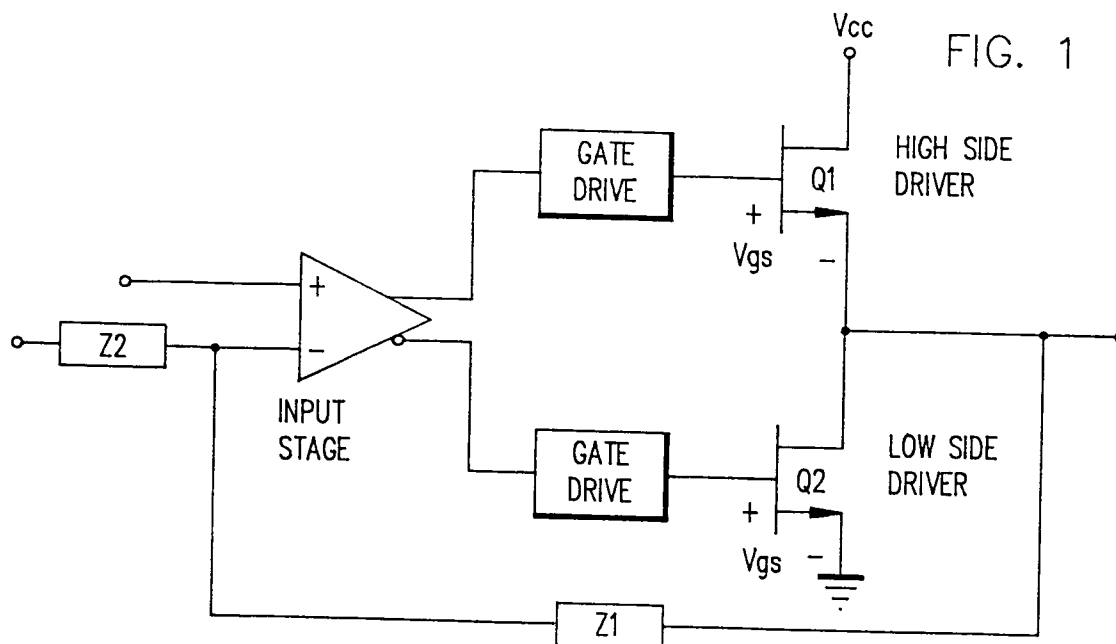 Vcc
FIG. 1
GATE
DRIVE
HIGH SIDE
DRIVER
Q1
+
Vgs
-
+
Z2
-
INPUT
STAGE
GATE
DRIVE
LOW SIDE
DRIVER
Q2
+
Vgs
-
Z1